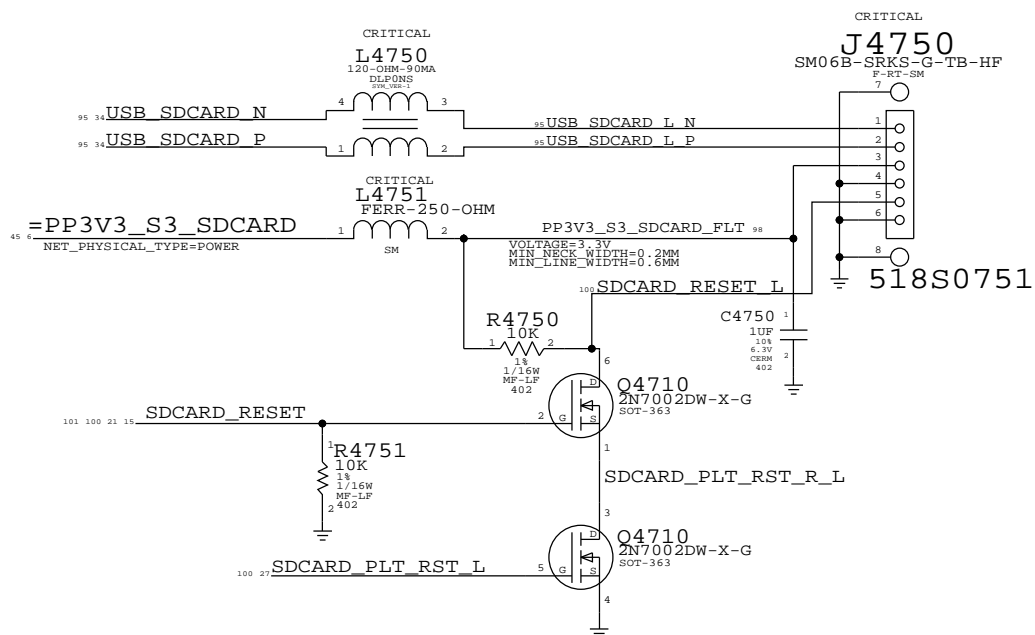 CRITICAL
L4750
120-OHM-90MA
DLP0NS
SYM_VER-1
4 3
95 34 USB_SDCARD_N
95 34 USB_SDCARD_P
1 2
95 USB_SDCARD_L_N
95 USB_SDCARD_L_P
CRITICAL
J4750
SM06B-SRKS-G-TB-HF
F-RT-SM
7
1
2
3
4
5
6
8
518S0751
CRITICAL
L4751
FERR-250-OHM
=PP3V3_S3_SDCARD
45 6
NET_PHYSICAL_TYPE=POWER
1 2
SM
PP3V3_S3_SDCARD_FLT 98
VOLTAGE=3.3V
MIN_NECK_WIDTH=0.2MM
MIN_LINE_WIDTH=0.6MM
100 SDCARD_RESET_L
R4750
10K
1 2
1%
1/16W
MF-LF
402
C4750
1UF
10%
6.3V
CERM
402
1
2
6
Q4710
2N7002DW-X-G
SOT-363
D
G
S
2
1
101 100 21 15 SDCARD_RESET
1
R4751
10K
1%
1/16W
MF-LF
402
2
SDCARD_PLT_RST_R_L
3
Q4710
2N7002DW-X-G
SOT-363
D
G
S
5
4
100 27 SDCARD_PLT_RST_L